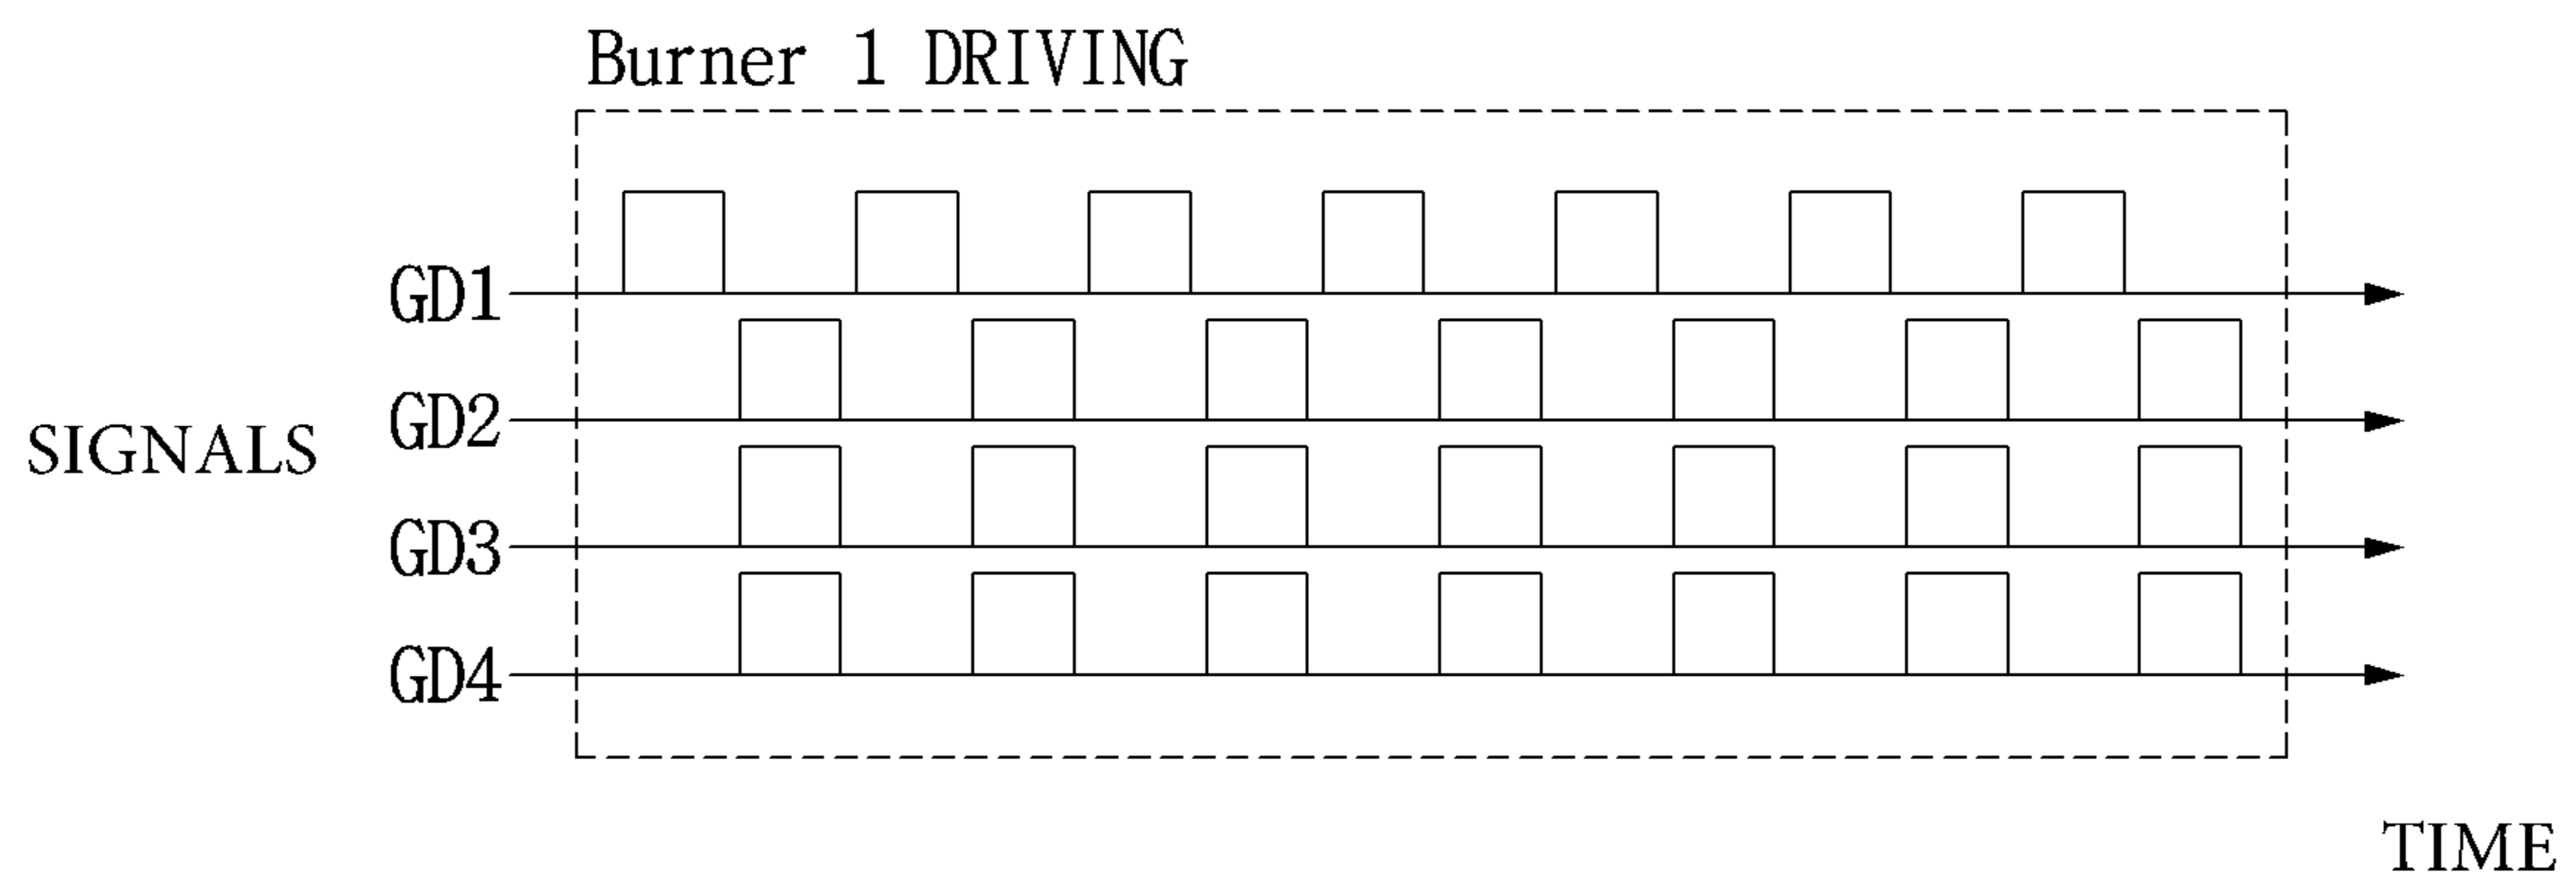 Burner 1 DRIVING
GD1
GD2
SIGNALS
GD3
GD4
TIME